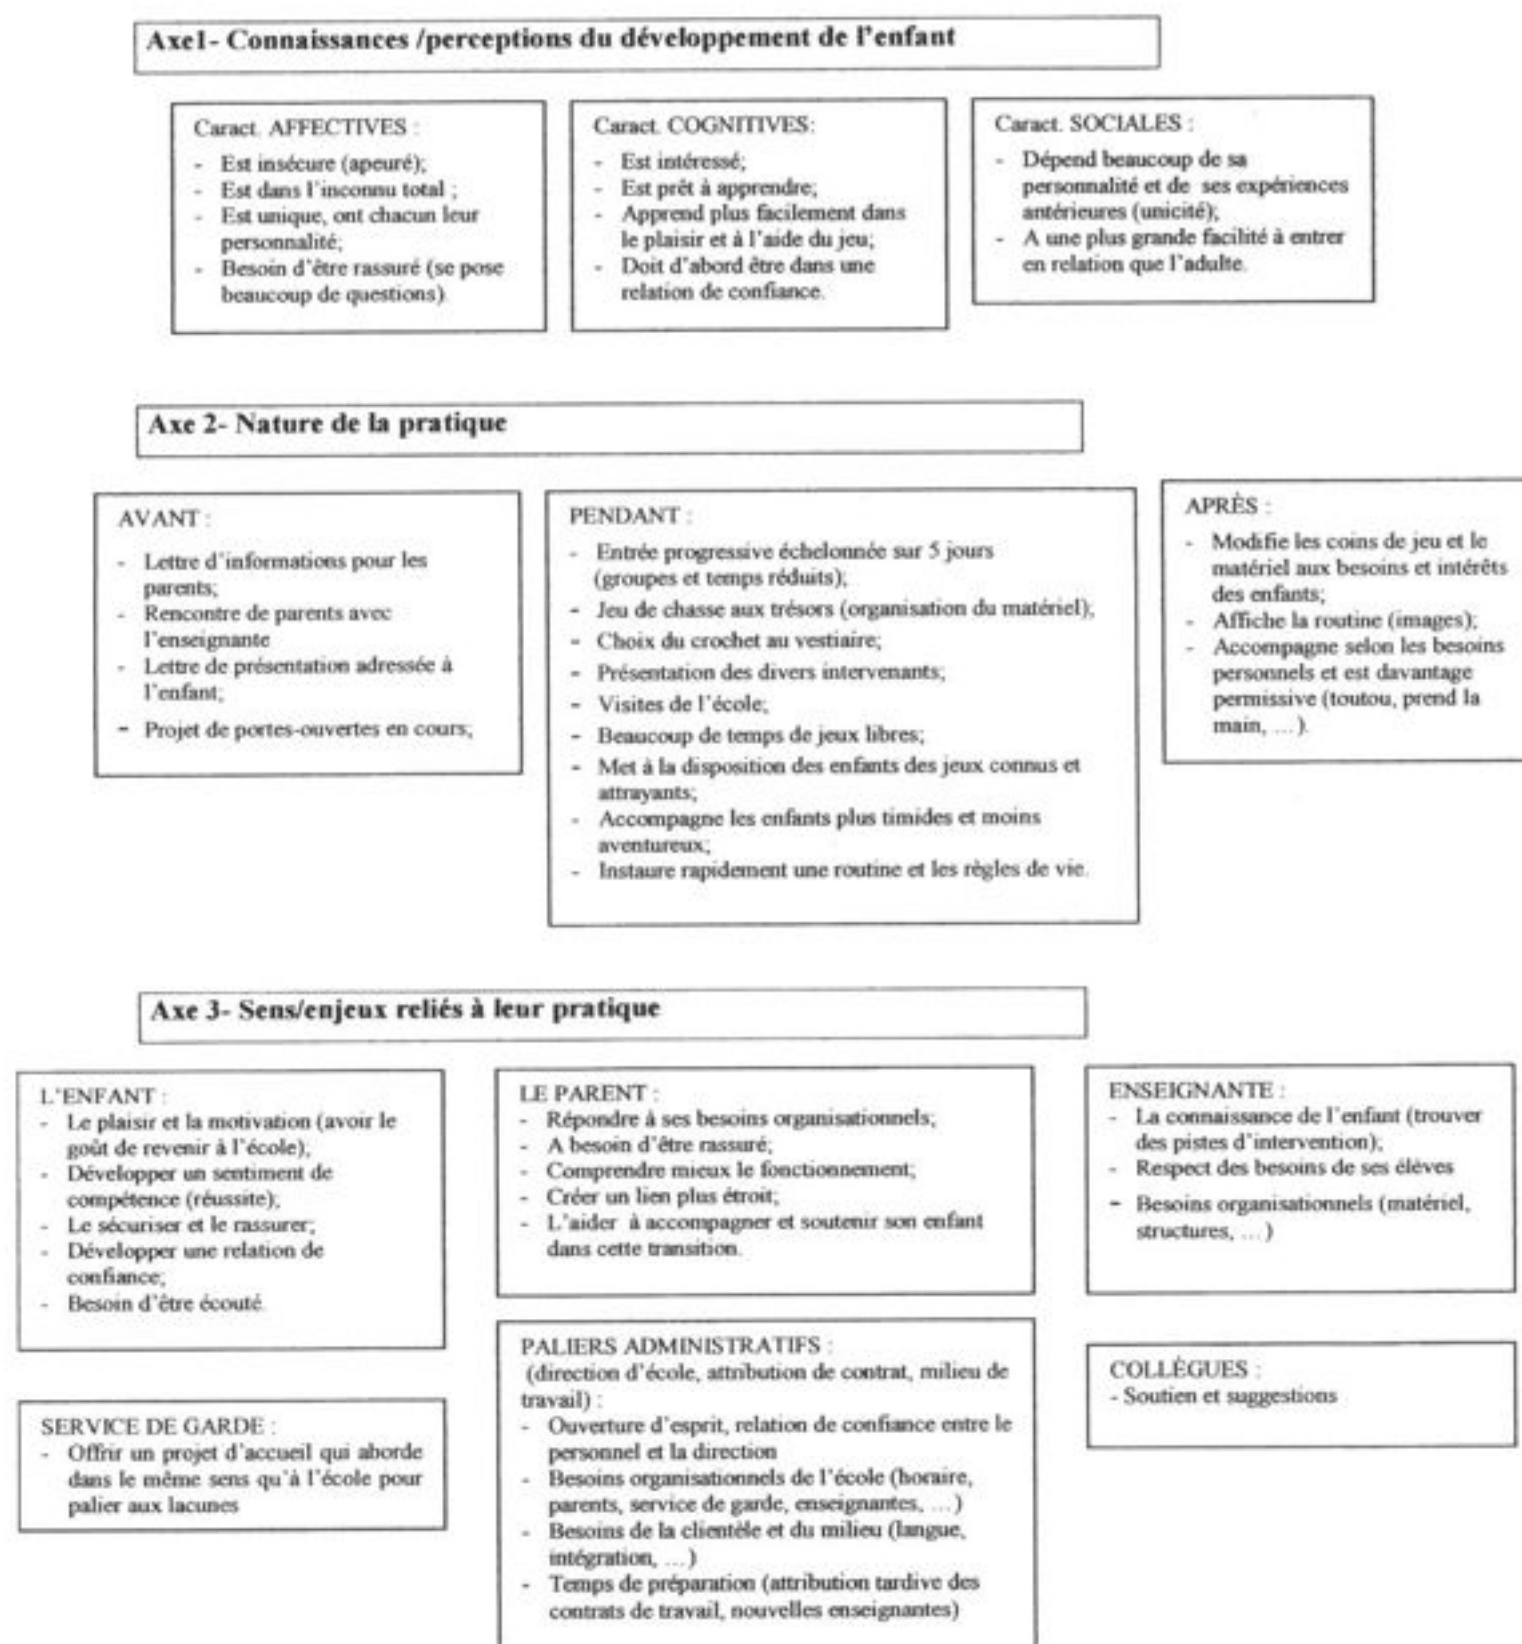 Axe1- Connaissances /perceptions du développement de l'enfant
Caract. AFFECTIVES :
- Est insécure (apeuré);
- Est dans l'inconnu total ;
- Est unique, ont chacun leur
personnalité;
- Besoin d'être rassuré (se pose
beaucoup de questions).
Caract. COGNITIVES:
- Est intéressé;
- Est prêt à apprendre;
- Apprend plus facilement dans
le plaisir et à l'aide du jeu;
- Doit d'abord être dans une
relation de confiance.
Caract. SOCIALES :
- Dépend beaucoup de sa
personnalité et de ses expériences
antérieures (unicité);
- A une plus grande facilité à entrer
en relation que l'adulte.
Axe 2- Nature de la pratique
AVANT :
- Lettre d'informations pour les
parents;
- Rencontre de parents avec
l'enseignante
- Lettre de présentation adressée à
l'enfant;
- Projet de portes-ouvertes en cours;
PENDANT :
- Entrée progressive échelonnée sur 5 jours
(groupes et temps réduits);
- Jeu de chasse aux trésors (organisation du matériel);
- Choix du crochet au vestiaire;
- Présentation des divers intervenants;
- Visites de l'école;
- Beaucoup de temps de jeux libres;
- Met à la disposition des enfants des jeux connus et
attrayants;
- Accompagne les enfants plus timides et moins
aventureux;
- Instaure rapidement une routine et les règles de vie.
APRÈS :
- Modifie les coins de jeu et le
matériel aux besoins et intérêts
des enfants;
- Affiche la routine (images);
- Accompagne selon les besoins
personnels et est davantage
permissive (toutou, prend la
main, ...).
Axe 3- Sens/enjeux reliés à leur pratique
L'ENFANT :
- Le plaisir et la motivation (avoir le
goût de revenir à l'école);
- Développer un sentiment de
compétence (réussite);
- Le sécuriser et le rassurer;
- Développer une relation de
confiance;
- Besoin d'être écouté.
LE PARENT :
- Répondre à ses besoins organisationnels;
- A besoin d'être rassuré;
- Comprendre mieux le fonctionnement;
- Créer un lien plus étroit;
- L'aider à accompagner et soutenir son enfant
dans cette transition.
ENSEIGNANTE :
- La connaissance de l'enfant (trouver
des pistes d'intervention);
- Respect des besoins de ses élèves
- Besoins organisationnels (matériel,
structures, ...)
SERVICE DE GARDE :
- Offrir un projet d'accueil qui aborde
dans le même sens qu'à l'école pour
palier aux lacunes
PALIERS ADMINISTRATIFS :
(direction d'école, attribution de contrat, milieu de
travail) :
- Ouverture d'esprit, relation de confiance entre le
personnel et la direction
- Besoins organisationnels de l'école (horaire,
parents, service de garde, enseignantes, ...)
- Besoins de la clientèle et du milieu (langue,
intégration, ...)
- Temps de préparation (attribution tardive des
contrats de travail, nouvelles enseignantes)
COLLÈGUES :
- Soutien et suggestions